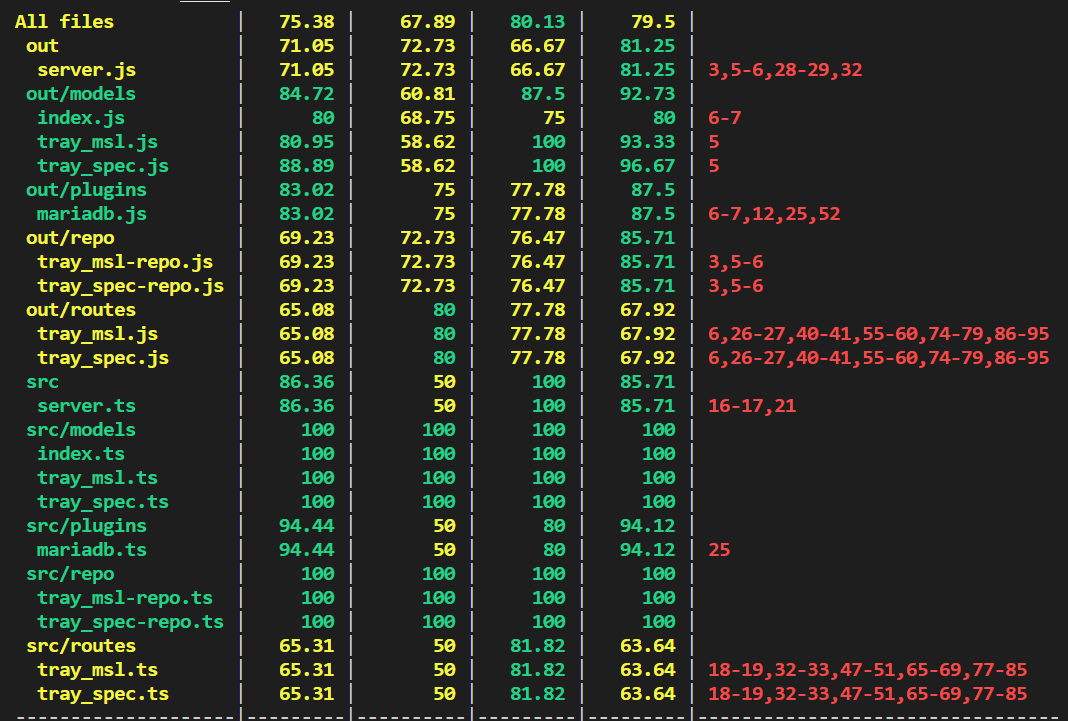 All files | 75.38 | 67.89 | 80.13 | 79.5 |
out | 71.05 | 72.73 | 66.67 | 81.25 |
server.js | 71.05 | 72.73 | 66.67 | 81.25 | 3,5-6,28-29,32
out/models | 84.72 | 60.81 | 87.5 | 92.73 |
index.js | 80 | 68.75 | 75 | 80 | 6-7
tray_msl.js | 80.95 | 58.62 | 100 | 93.33 | 5
tray_spec.js | 88.89 | 58.62 | 100 | 96.67 | 5
out/plugins | 83.02 | 75 | 77.78 | 87.5 |
mariadb.js | 83.02 | 75 | 77.78 | 87.5 | 6-7,12,25,52
out/repo | 69.23 | 72.73 | 76.47 | 85.71 |
tray_msl-repo.js | 69.23 | 72.73 | 76.47 | 85.71 | 3,5-6
tray_spec-repo.js | 69.23 | 72.73 | 76.47 | 85.71 | 3,5-6
out/routes | 65.08 | 80 | 77.78 | 67.92 |
tray_msl.js | 65.08 | 80 | 77.78 | 67.92 | 6,26-27,40-41,55-60,74-79,86-95
tray_spec.js | 65.08 | 80 | 77.78 | 67.92 | 6,26-27,40-41,55-60,74-79,86-95
src | 86.36 | 50 | 100 | 85.71 |
server.ts | 86.36 | 50 | 100 | 85.71 | 16-17,21
src/models | 100 | 100 | 100 | 100 |
index.ts | 100 | 100 | 100 | 100 |
tray_msl.ts | 100 | 100 | 100 | 100 |
tray_spec.ts | 100 | 100 | 100 | 100 |
src/plugins | 94.44 | 50 | 80 | 94.12 |
mariadb.ts | 94.44 | 50 | 80 | 94.12 | 25
src/repo | 100 | 100 | 100 | 100 |
tray_msl-repo.ts | 100 | 100 | 100 | 100 |
tray_spec-repo.ts | 100 | 100 | 100 | 100 |
src/routes | 65.31 | 50 | 81.82 | 63.64 |
tray_msl.ts | 65.31 | 50 | 81.82 | 63.64 | 18-19,32-33,47-51,65-69,77-85
tray_spec.ts | 65.31 | 50 | 81.82 | 63.64 | 18-19,32-33,47-51,65-69,77-85
--------------------|---------|----------|---------|---------|---------------------------------